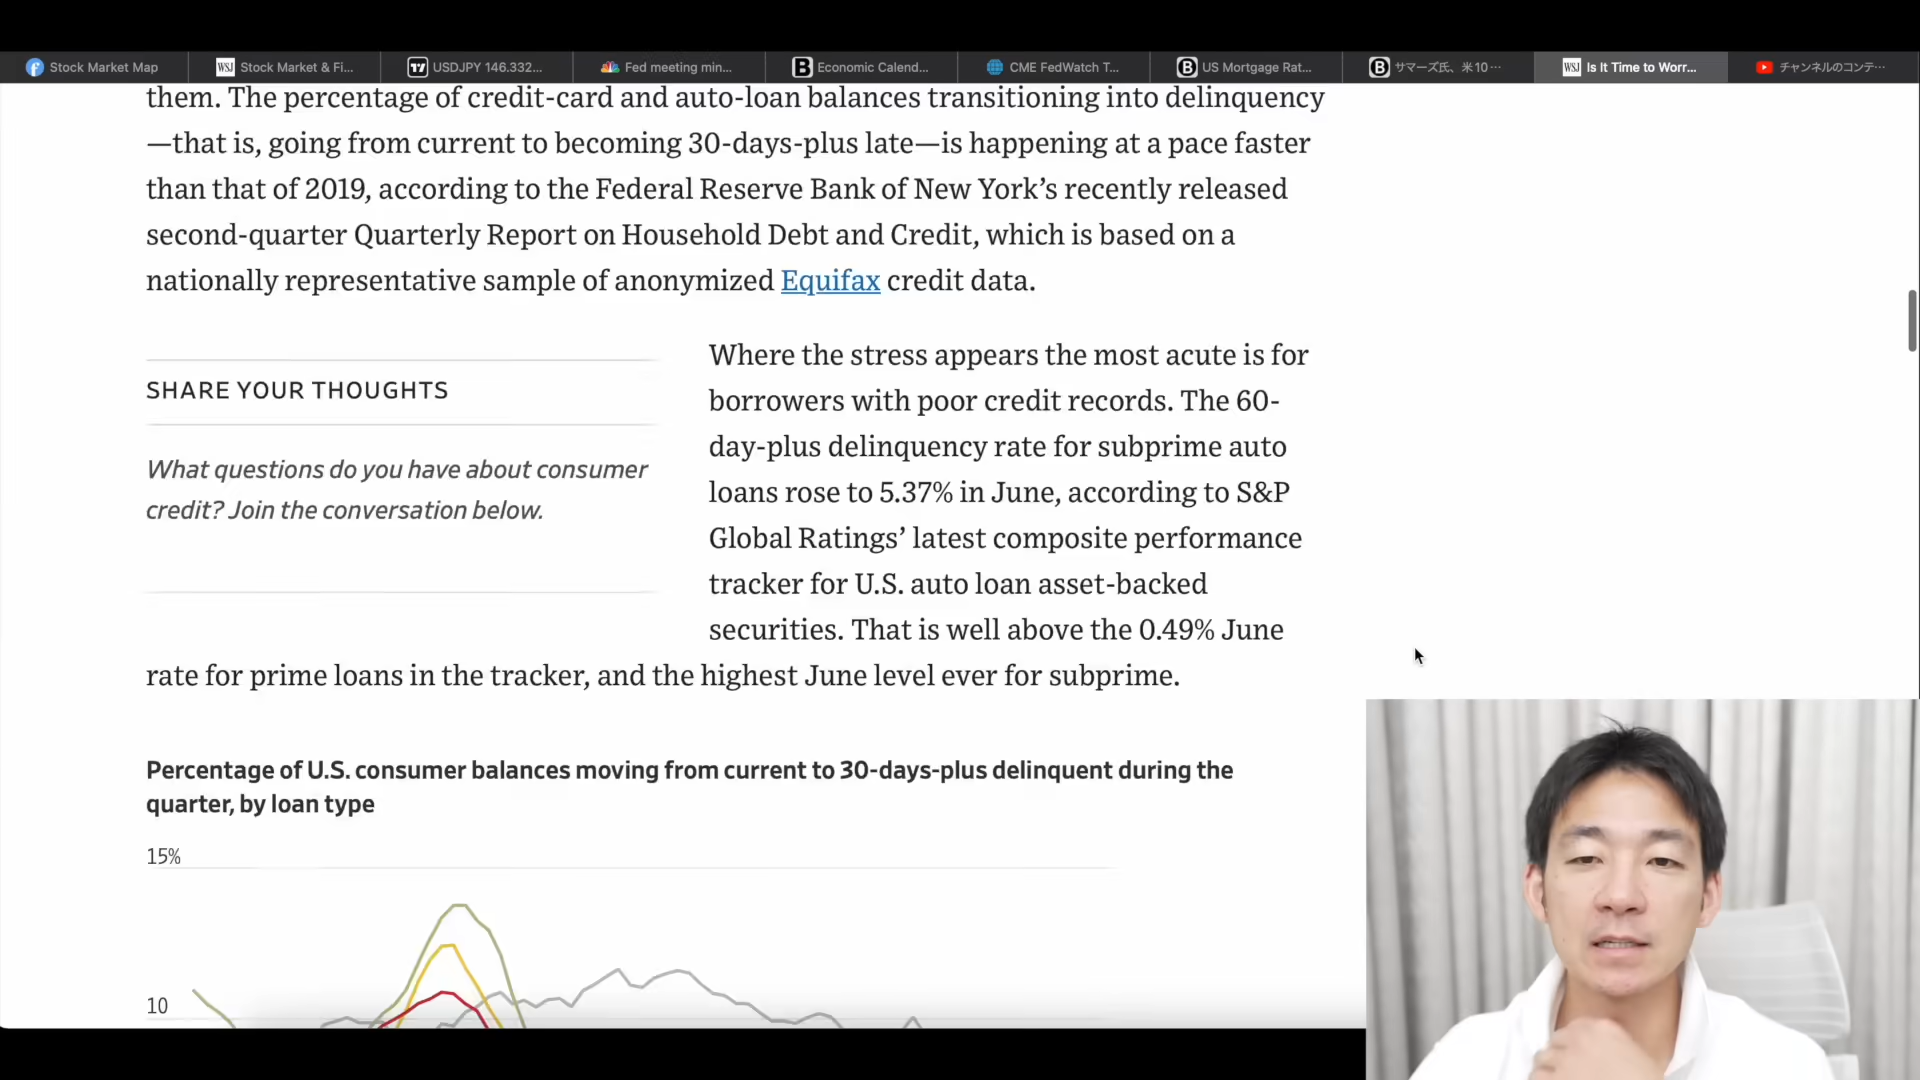 Stock Market Map
WSJ Stock Market & Fi...
USDJPY 146.332...
Fed meeting min...
B Economic Calend...
CME FedWatch T...
B US Mortgage Rat...
B サマーズ氏、米10…
WSJ Is It Time to Worr...
チャンネルのコンテ…
them. The percentage of credit-card and auto-loan balances transitioning into delinquency
—that is, going from current to becoming 30-days-plus late—is happening at a pace faster
than that of 2019, according to the Federal Reserve Bank of New York’s recently released
second-quarter Quarterly Report on Household Debt and Credit, which is based on a
nationally representative sample of anonymized Equifax credit data.
SHARE YOUR THOUGHTS
What questions do you have about consumer
credit? Join the conversation below.
Where the stress appears the most acute is for
borrowers with poor credit records. The 60-
day-plus delinquency rate for subprime auto
loans rose to 5.37% in June, according to S&P
Global Ratings’ latest composite performance
tracker for U.S. auto loan asset-backed
securities. That is well above the 0.49% June
rate for prime loans in the tracker, and the highest June level ever for subprime.
Percentage of U.S. consumer balances moving from current to 30-days-plus delinquent during the
quarter, by loan type
15%
10